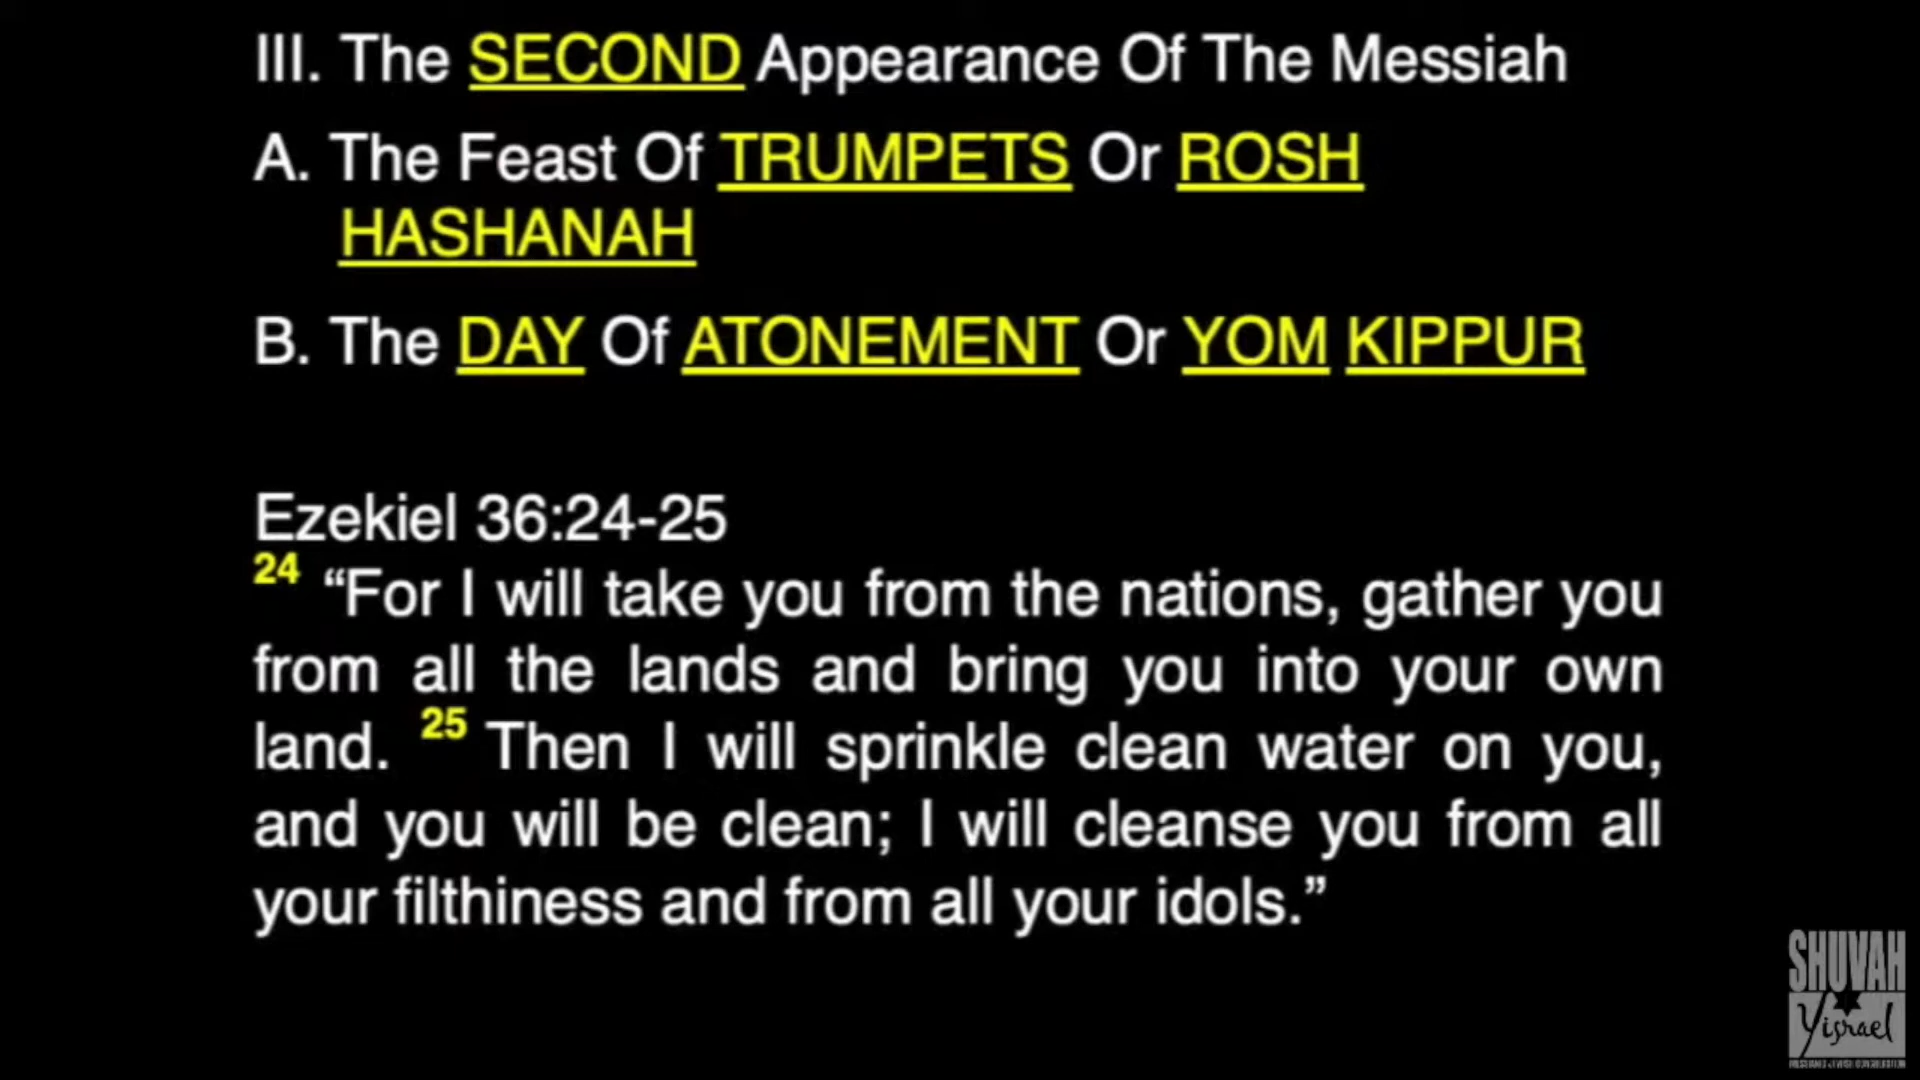 III. The SECOND Appearance Of The Messiah
A. The Feast Of TRUMPETS Or ROSH
HASHANAH
B. The DAY Of ATONEMENT Or YOM KIPPUR
Ezekiel 36:24-25
24 “For I will take you from the nations, gather you
from all the lands and bring you into your own
land. 25 Then I will sprinkle clean water on you,
and you will be clean; I will cleanse you from all
your filthiness and from all your idols.”
SHUVAH
Yisrael